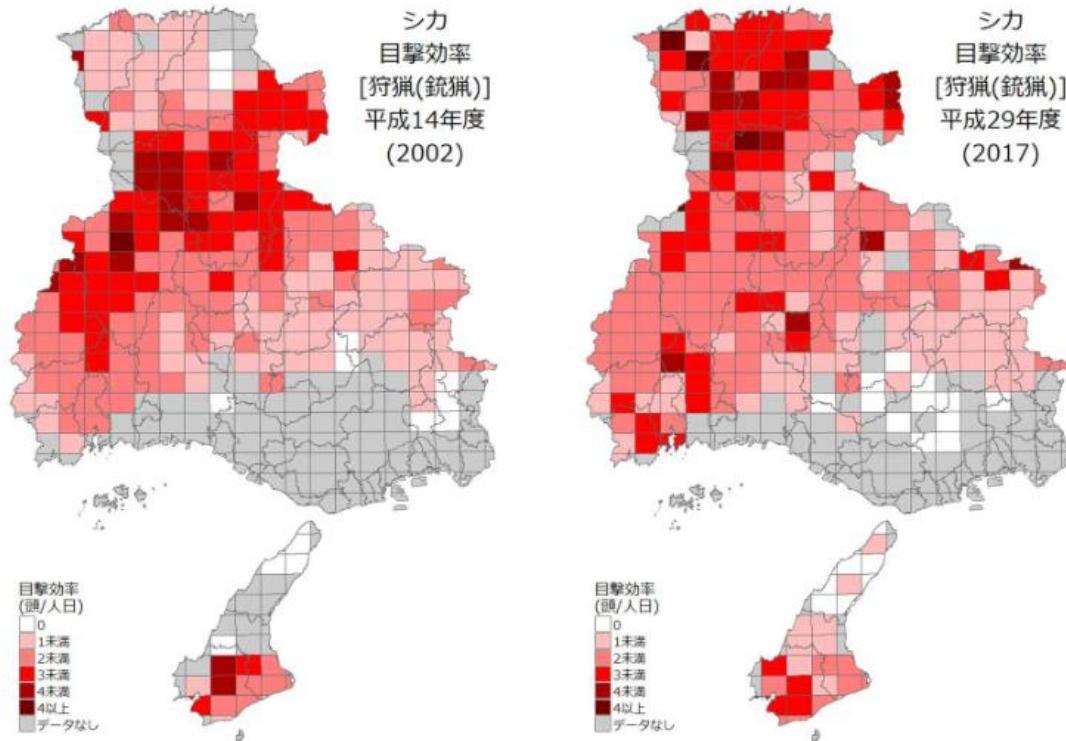 シカ
目撃効率
[狩猟(銃猟)]
平成14年度
(2002)
目撃効率
(頭/人日)
0
1未満
2未満
3未満
4未満
4以上
データなし
シカ
目撃効率
[狩猟(銃猟)]
平成29年度
(2017)
目撃効率
(頭/人日)
0
1未満
2未満
3未満
4未満
4以上
データなし